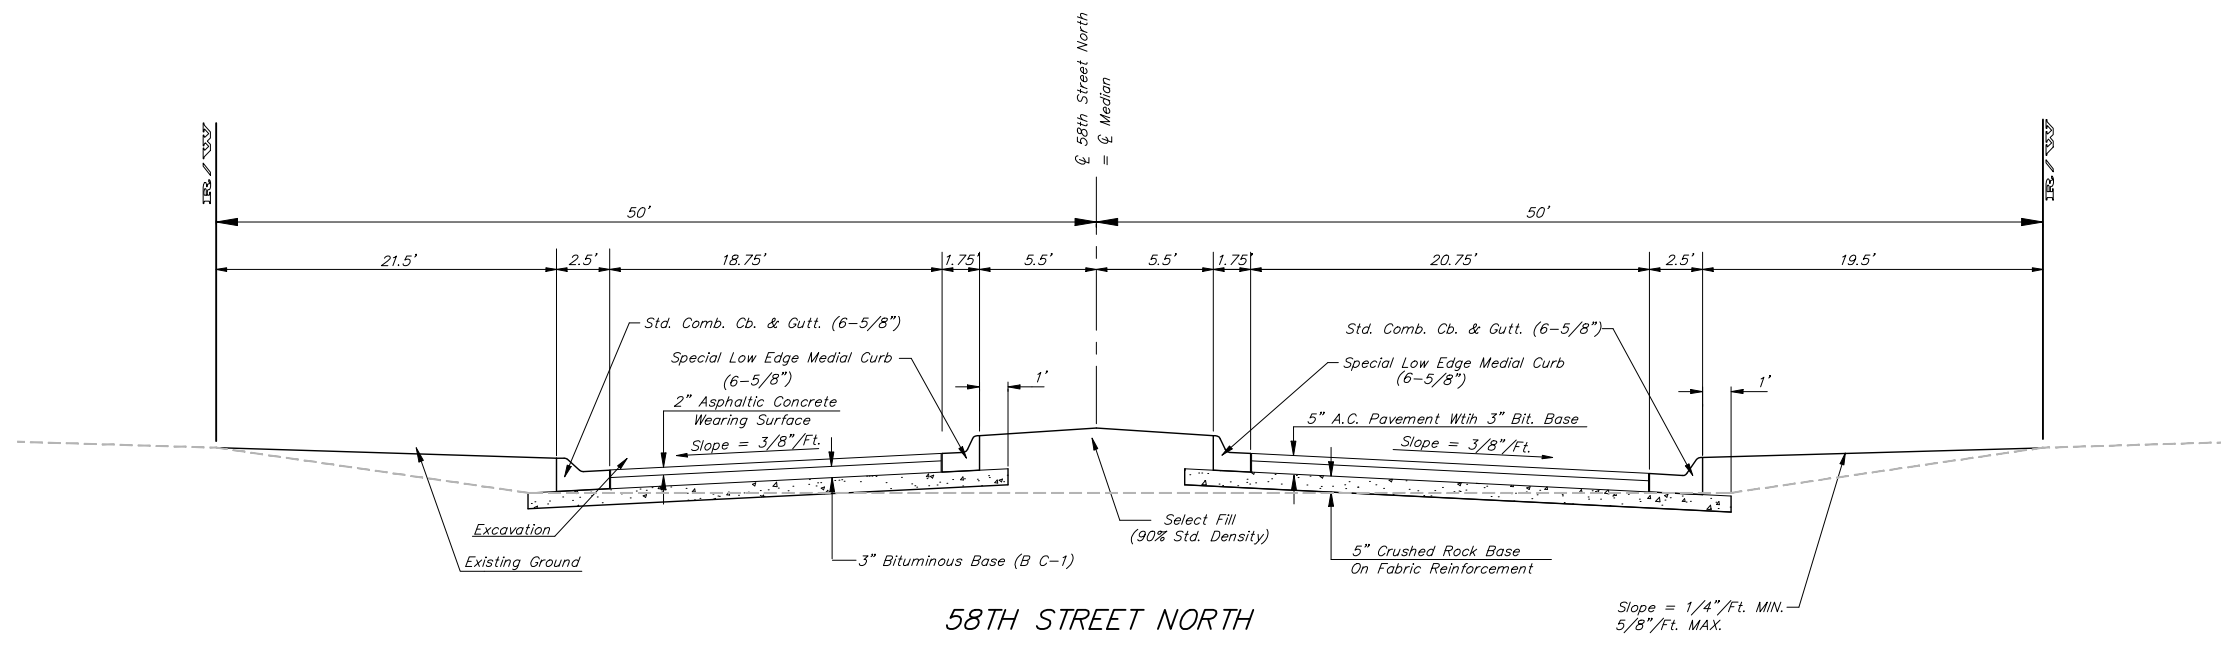 ℄ 58th Street North
= ℄ Median
R/W
R/W
50'
50'
21.5'
2.5'
18.75'
1.75'
5.5'
5.5'
1.75'
20.75'
2.5'
19.5'
Std. Comb. Cb. & Gutt. (6-5/8")
Special Low Edge Medial Curb
(6-5/8")
2" Asphaltic Concrete
Wearing Surface
Slope = 3/8"/Ft.
1'
Std. Comb. Cb. & Gutt. (6-5/8")
Special Low Edge Medial Curb
(6-5/8")
1'
5" A.C. Pavement Wtih 3" Bit. Base
Slope = 3/8"/Ft.
Excavation
Existing Ground
3" Bituminous Base (B C-1)
Select Fill
(90% Std. Density)
5" Crushed Rock Base
On Fabric Reinforcement
Slope = 1/4"/Ft. MIN.
5/8"/Ft. MAX.
58TH STREET NORTH